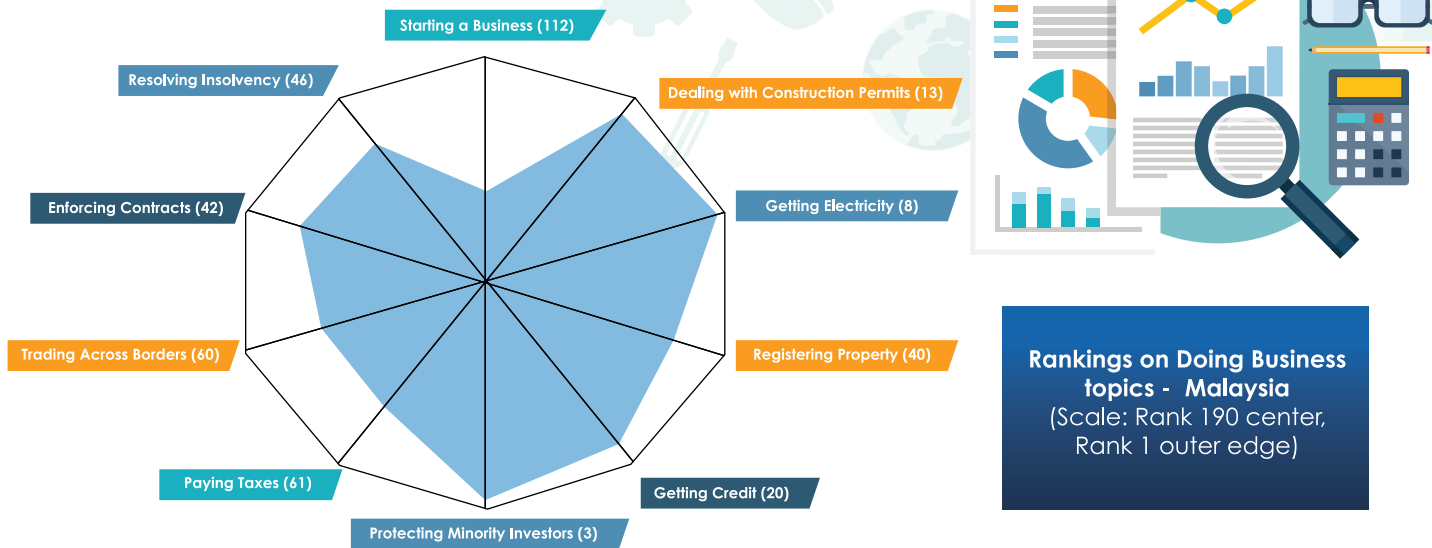 Starting a Business (112)
Resolving Insolvency (46)
Dealing with Construction Permits (13)
Enforcing Contracts (42)
Getting Electricity (8)
Trading Across Borders (60)
Registering Property (40)
Paying Taxes (61)
Getting Credit (20)
Protecting Minority Investors (3)
Rankings on Doing Business
topics - Malaysia
(Scale: Rank 190 center,
Rank 1 outer edge)